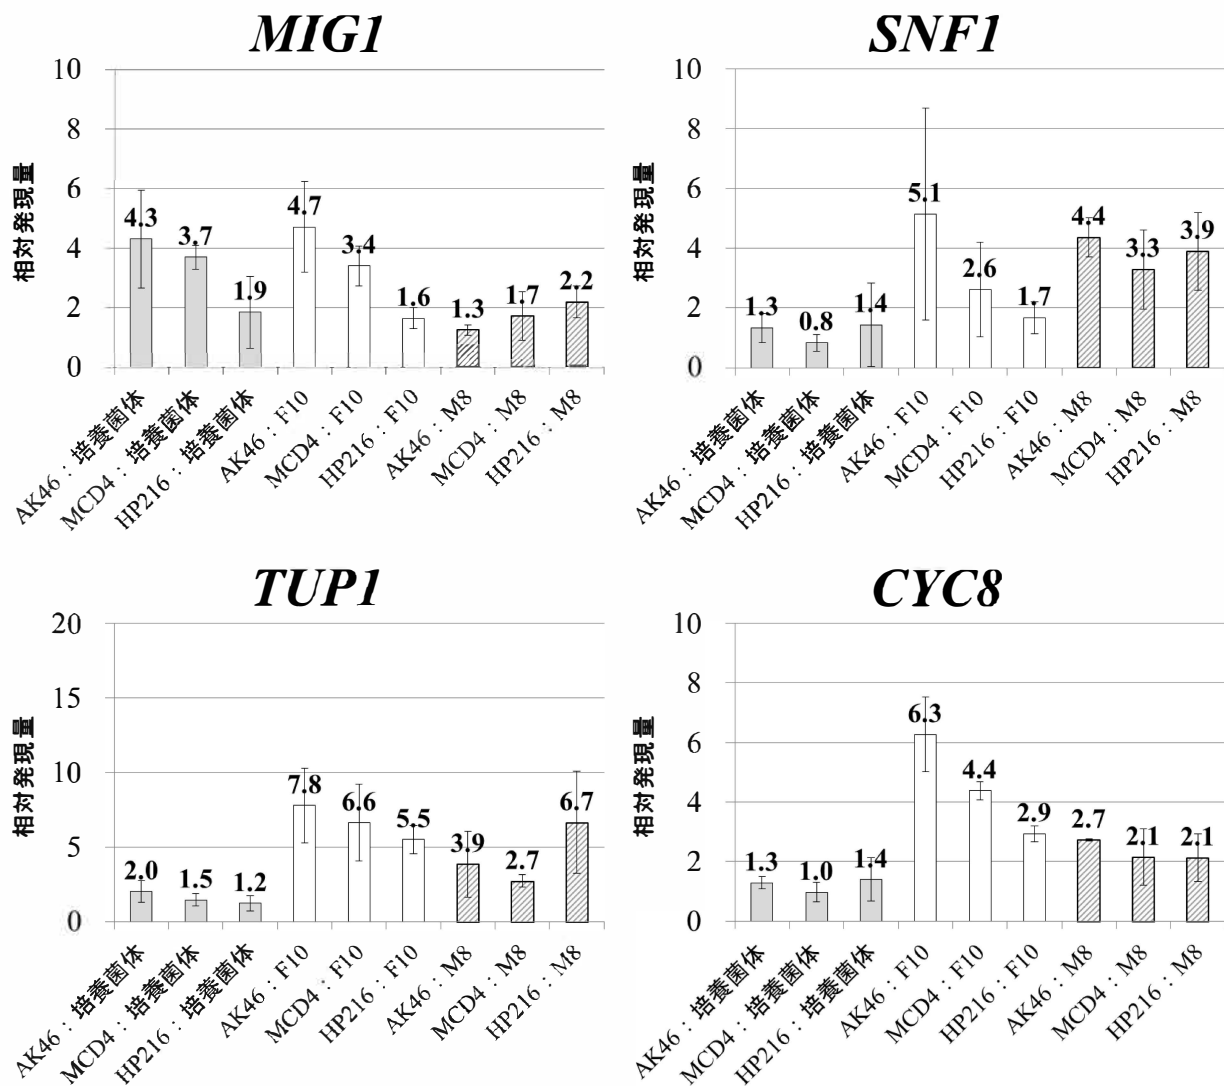 MIG1
10
8
6
4
2
0
相対発現量
4.3
3.7
1.9
4.7
3.4
1.6
1.3
1.7
2.2
AK46：培養菌体
MCD4：培養菌体
HP216：培養菌体
AK46：F10
MCD4：F10
HP216：F10
AK46：M8
MCD4：M8
HP216：M8
SNF1
10
8
6
4
2
0
相対発現量
1.3
0.8
1.4
5.1
2.6
1.7
4.4
3.3
3.9
AK46：培養菌体
MCD4：培養菌体
HP216：培養菌体
AK46：F10
MCD4：F10
HP216：F10
AK46：M8
MCD4：M8
HP216：M8
TUP1
20
15
10
5
0
相対発現量
2.0
1.5
1.2
7.8
6.6
5.5
3.9
2.7
6.7
AK46：培養菌体
MCD4：培養菌体
HP216：培養菌体
AK46：F10
MCD4：F10
HP216：F10
AK46：M8
MCD4：M8
HP216：M8
CYC8
10
8
6
4
2
0
相対発現量
1.3
1.0
1.4
6.3
4.4
2.9
2.7
2.1
2.1
AK46：培養菌体
MCD4：培養菌体
HP216：培養菌体
AK46：F10
MCD4：F10
HP216：F10
AK46：M8
MCD4：M8
HP216：M8